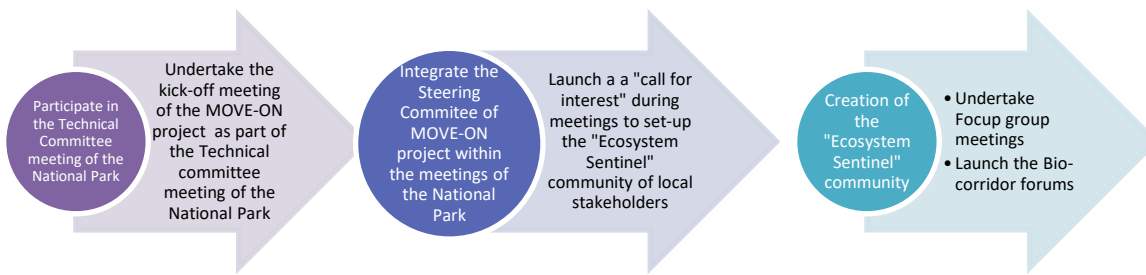 Participate in
the Technical
Committee
meeting of the
National Park
Undertake the
kick-off meeting
of the MOVE-ON
project as part of
the Technical
committee
meeting of the
National Park
Integrate the
Steering
Commitee of
MOVE-ON
project within
the meetings of
the National
Park
Launch a a "call for
interest" during
meetings to set-up
the "Ecosystem
Sentinel"
community of local
stakeholders
Creation of
the
"Ecosystem
Sentinel"
community
• Undertake
Focup group
meetings
• Launch the Bio-
corridor forums